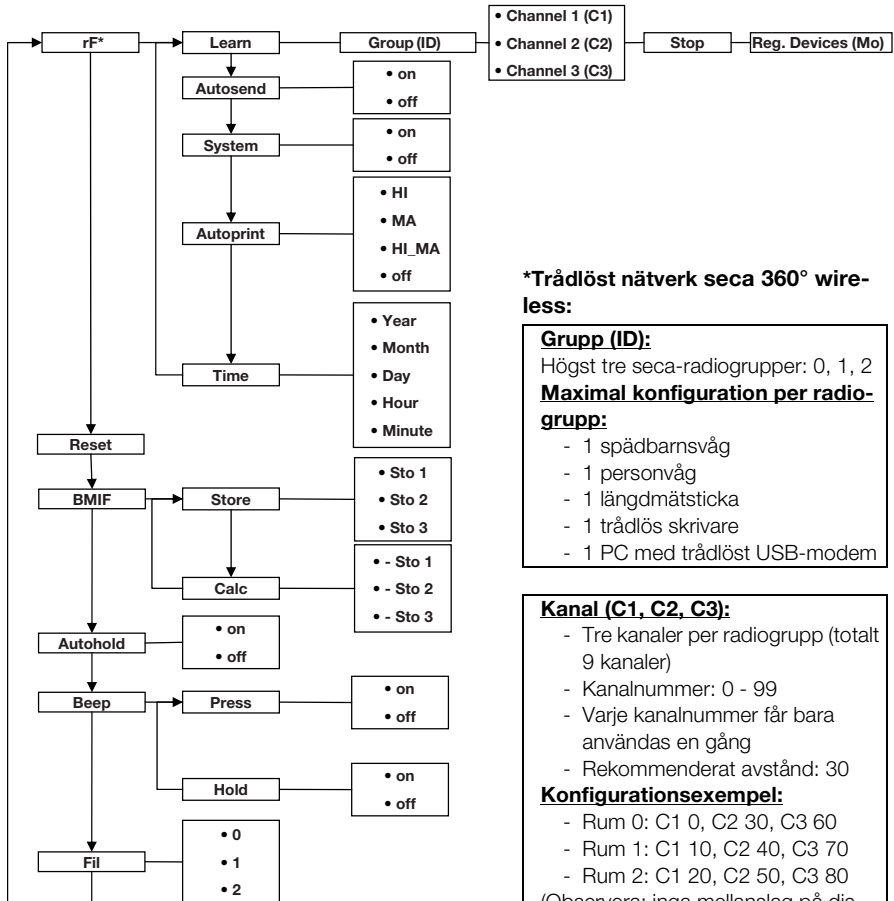 rF*
Learn
Group (ID)
• Channel 1 (C1)
• Channel 2 (C2)
• Channel 3 (C3)
Stop
Reg. Devices (Mo)
Autosend
• on
• off
System
• on
• off
Autoprint
• HI
• MA
• HI_MA
• off
Time
• Year
• Month
• Day
• Hour
• Minute
Reset
BMIF
Store
• Sto 1
• Sto 2
• Sto 3
Calc
• - Sto 1
• - Sto 2
• - Sto 3
Autohold
• on
• off
Beep
Press
• on
• off
Hold
• on
• off
Fil
• 0
• 1
• 2
*Trådlöst nätverk seca 360° wire-
less:
Grupp (ID):
Högst tre seca-radiogrupper: 0, 1, 2
Maximal konfiguration per radio-
grupp:
- 1 spädbarnsvåg
- 1 personvåg
- 1 längdmätsticka
- 1 trådlös skrivare
- 1 PC med trådlöst USB-modem
Kanal (C1, C2, C3):
- Tre kanaler per radiogrupp (totalt
9 kanaler)
- Kanalnummer: 0 - 99
- Varje kanalnummer får bara
användas en gång
- Rekommenderat avstånd: 30
Konfigurationsexempel:
- Rum 0: C1 0, C2 30, C3 60
- Rum 1: C1 10, C2 40, C3 70
- Rum 2: C1 20, C2 50, C3 80
(Observera: inga mellanslag på dis-